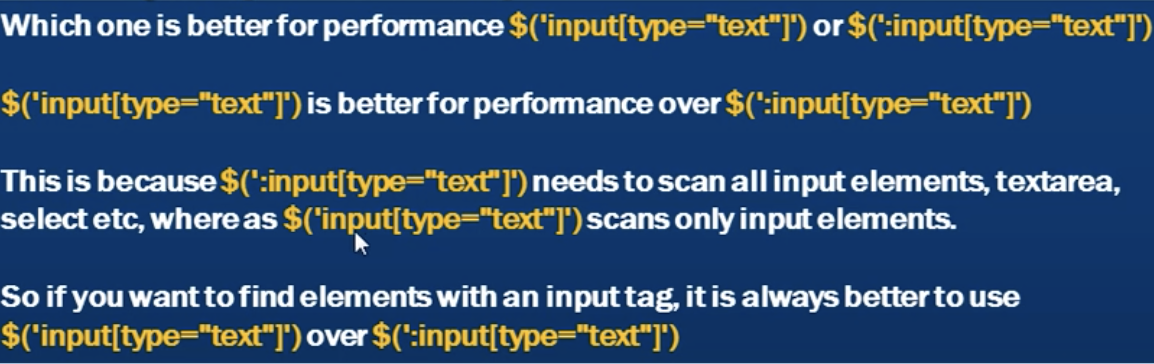 Which one is better for performance $('input[type="text"]') or $(':input[type="text"]')
$('input[type="text"]') is better for performance over $(':input[type="text"]')
This is because $(':input[type="text"]') needs to scan all input elements, textarea,
select etc, where as $('input[type="text"]') scans only input elements.
So if you want to find elements with an input tag, it is always better to use
$('input[type="text"]') over $(':input[type="text"]')